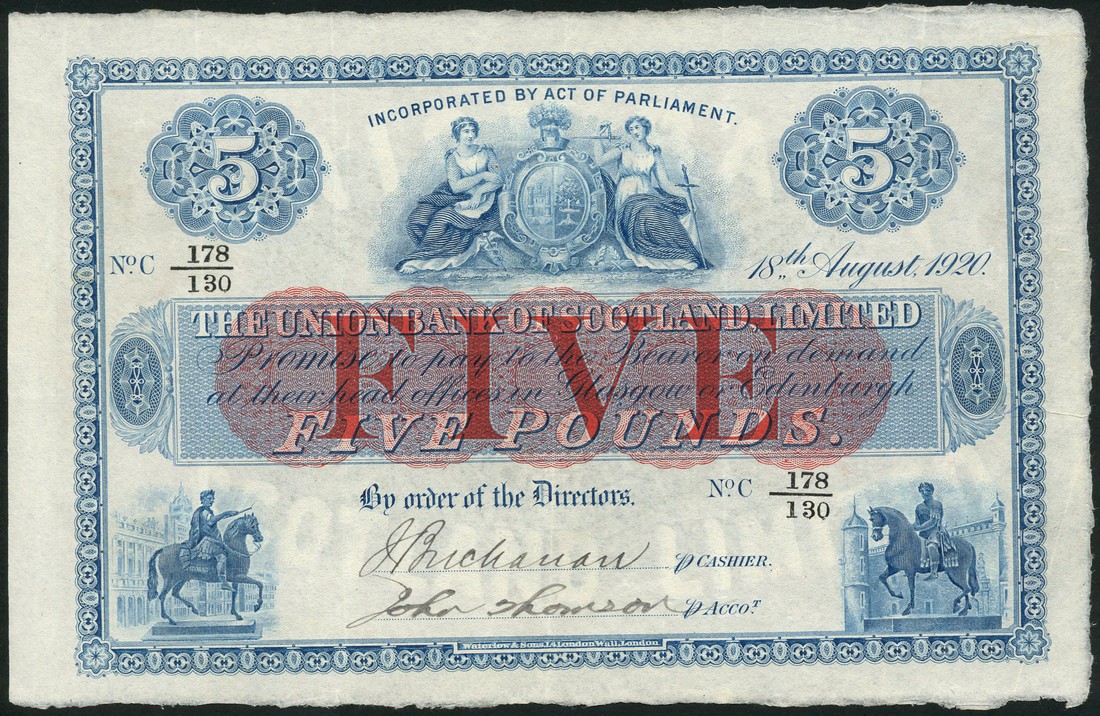 INCORPORATED BY ACT OF PARLIAMENT.
5
5
No. C 178/130
18th August, 1920.
THE UNION BANK OF SCOTLAND LIMITED
FIVE
Promise to pay to the Bearer on demand
at their head offices in Glasgow or Edinburgh
FIVE POUNDS.
By order of the Directors.
No. C 178/130
J Buchanan p CASHIER.
John Thomson p ACCOT.
Waterlow & Sons Ld London Wall, London